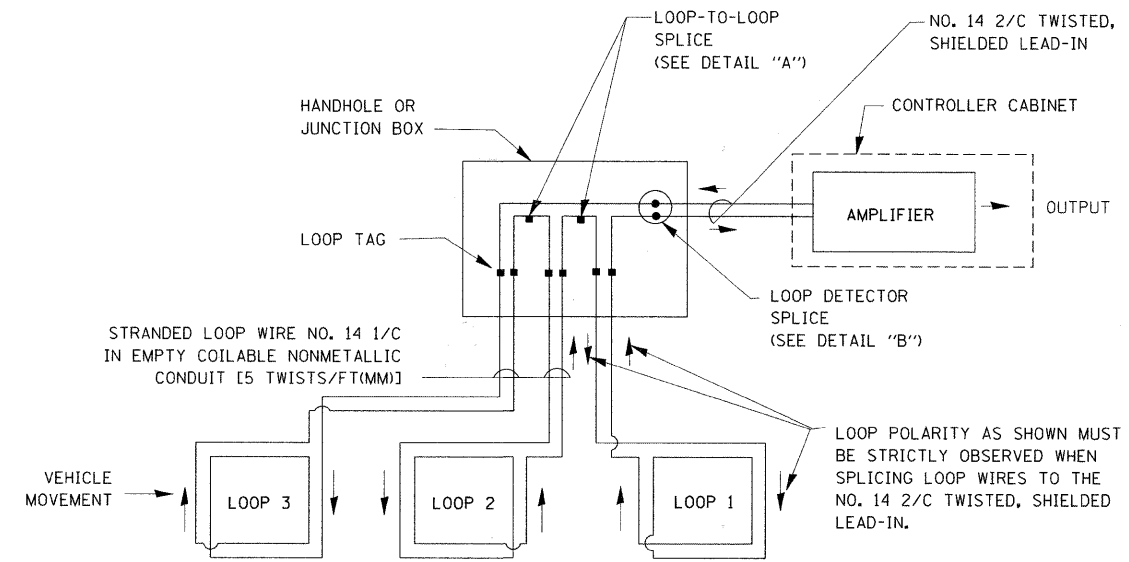 LOOP-TO-LOOP
SPLICE
(SEE DETAIL "A")
NO. 14 2/C TWISTED,
SHIELDED LEAD-IN
HANDHOLE OR
JUNCTION BOX
CONTROLLER CABINET
AMPLIFIER
OUTPUT
LOOP TAG
LOOP DETECTOR
SPLICE
(SEE DETAIL "B")
STRANDED LOOP WIRE NO. 14 1/C
IN EMPTY COILABLE NONMETALLIC
CONDUIT [5 TWISTS/FT(MM)]
LOOP POLARITY AS SHOWN MUST
BE STRICTLY OBSERVED WHEN
SPLICING LOOP WIRES TO THE
NO. 14 2/C TWISTED, SHIELDED
LEAD-IN.
VEHICLE
MOVEMENT
LOOP 3
LOOP 2
LOOP 1